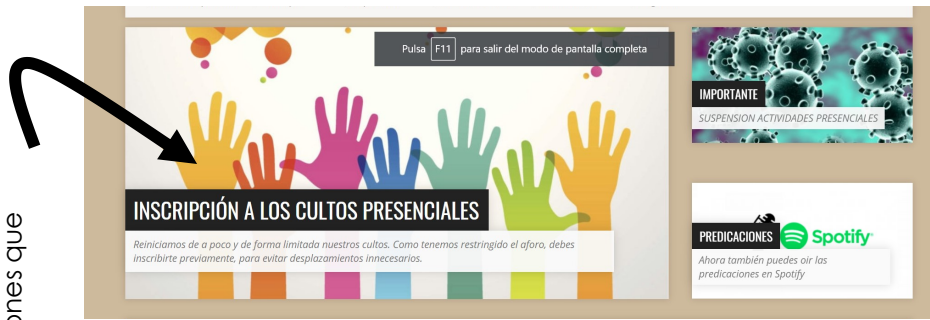 Pulsa F11 para salir del modo de pantalla completa
INSCRIPCIÓN A LOS CULTOS PRESENCIALES
Reiniciamos de a poco y de forma limitada nuestros cultos. Como tenemos restringido el aforo, debes
inscribirte previamente, para evitar desplazamientos innecesarios.
IMPORTANTE
SUSPENSION ACTIVIDADES PRESENCIALES
PREDICACIONES
Spotify
Ahora también puedes oir las
predicaciones en Spotify
ones que